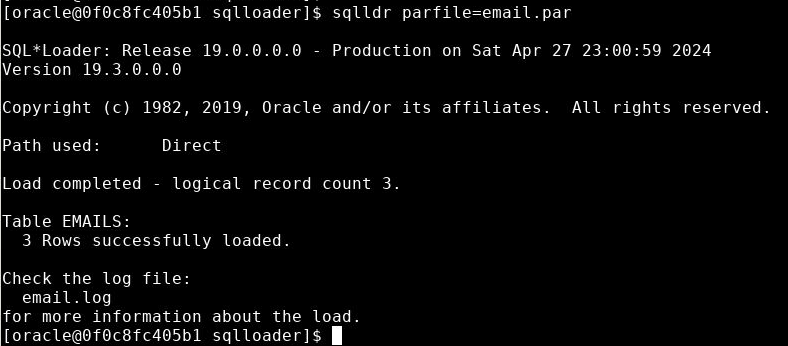 [oracle@0f0c8fc405b1 sqlloader]$ sqlldr parfile=email.par
SQL*Loader: Release 19.0.0.0.0 - Production on Sat Apr 27 23:00:59 2024
Version 19.3.0.0.0
Copyright (c) 1982, 2019, Oracle and/or its affiliates.  All rights reserved.
Path used:      Direct
Load completed - logical record count 3.
Table EMAILS:
  3 Rows successfully loaded.
Check the log file:
  email.log
for more information about the load.
[oracle@0f0c8fc405b1 sqlloader]$